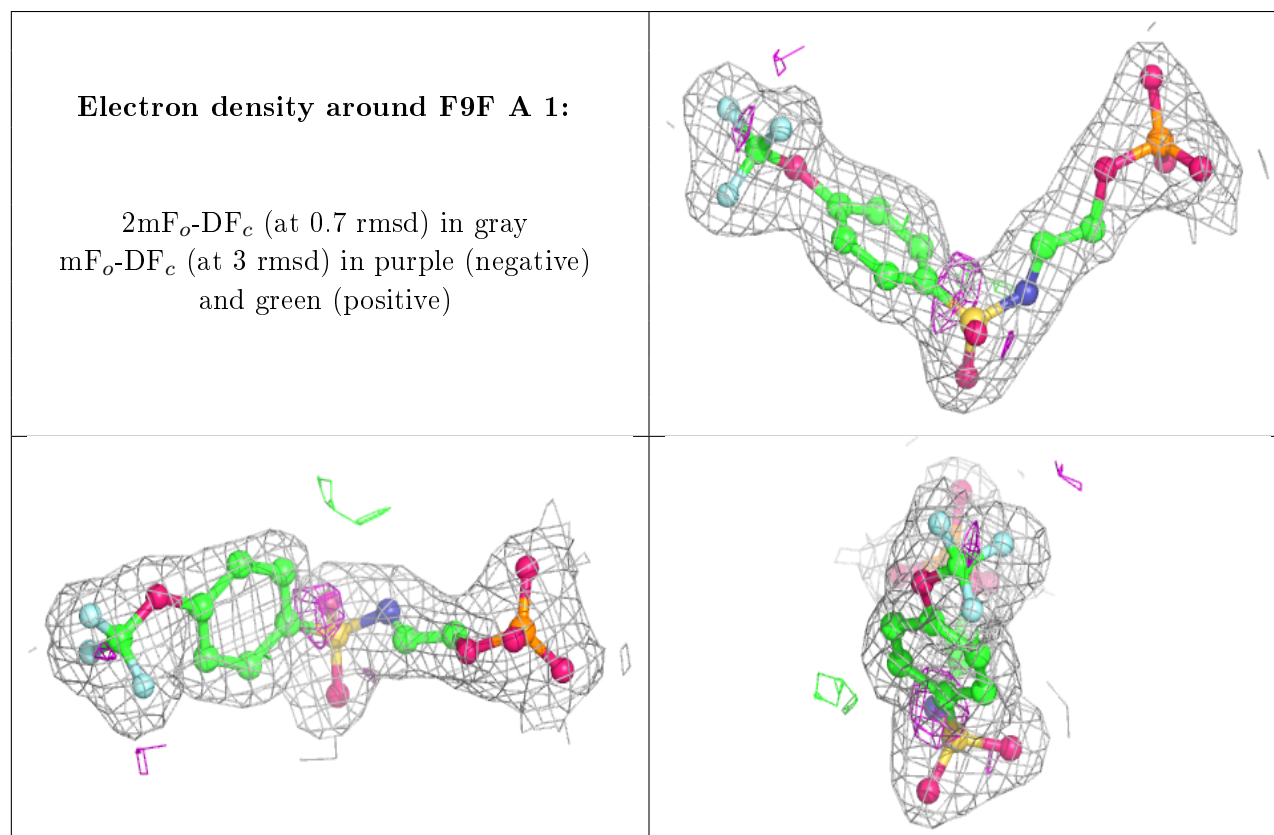 Electron density around F9F A 1:
2mFₒ-DF𝒸 (at 0.7 rmsd) in gray
mFₒ-DF𝒸 (at 3 rmsd) in purple (negative)
and green (positive)